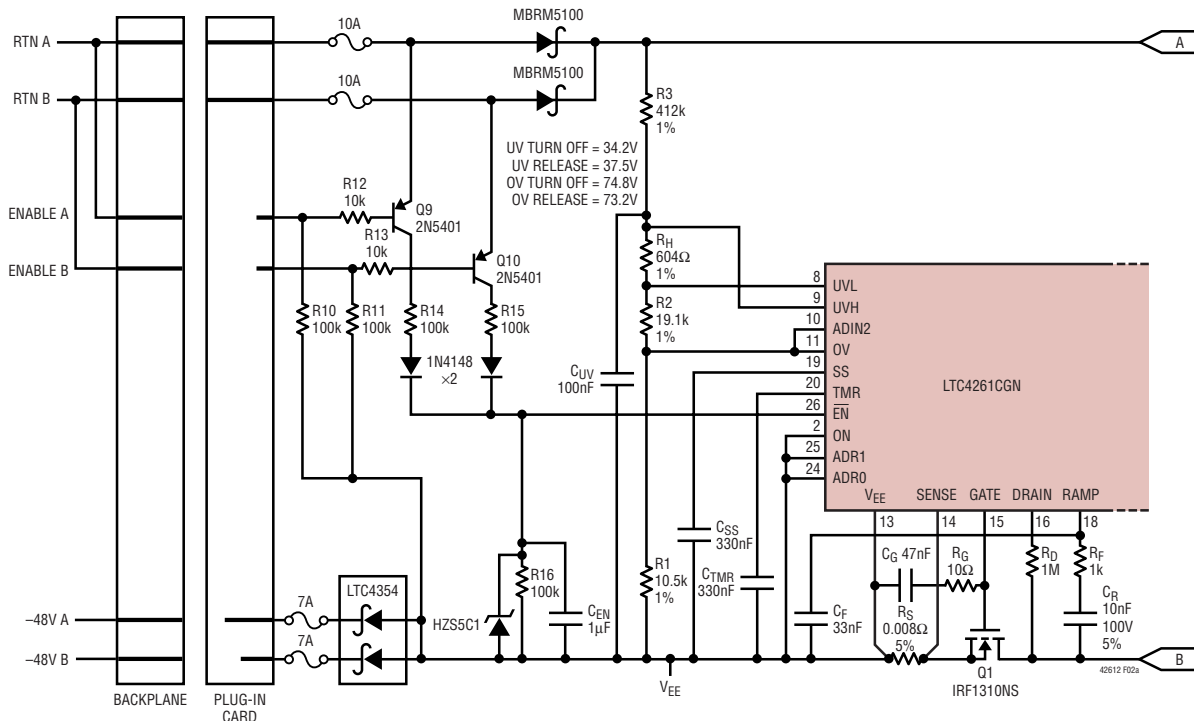 RTN A
RTN B
ENABLE A
ENABLE B
-48V A
-48V B
BACKPLANE
PLUG-IN
CARD
10A
10A
MBRM5100
MBRM5100
A
R3
412k
1%
UV TURN OFF = 34.2V
UV RELEASE = 37.5V
OV TURN OFF = 74.8V
OV RELEASE = 73.2V
R12
10k
Q9
2N5401
R13
10k
Q10
2N5401
R10
100k
R11
100k
R14
100k
R15
100k
1N4148
×2
RH
604Ω
1%
R2
19.1k
1%
CUV
100nF
8 UVL
9 UVH
10 ADIN2
11 OV
19 SS
20 TMR
26 EN
2 ON
25 ADR1
24 ADR0
LTC4261CGN
VEE SENSE GATE DRAIN RAMP
13 14 15 16 18
7A
7A
LTC4354
HZS5C1
R16
100k
CEN
1µF
R1
10.5k
1%
CSS
330nF
CTMR
330nF
CF
33nF
CG 47nF
RG
10Ω
RS
0.008Ω
5%
RD
1M
RF
1k
CR
10nF
100V
5%
VEE
Q1
IRF1310NS
42612 F02a
B